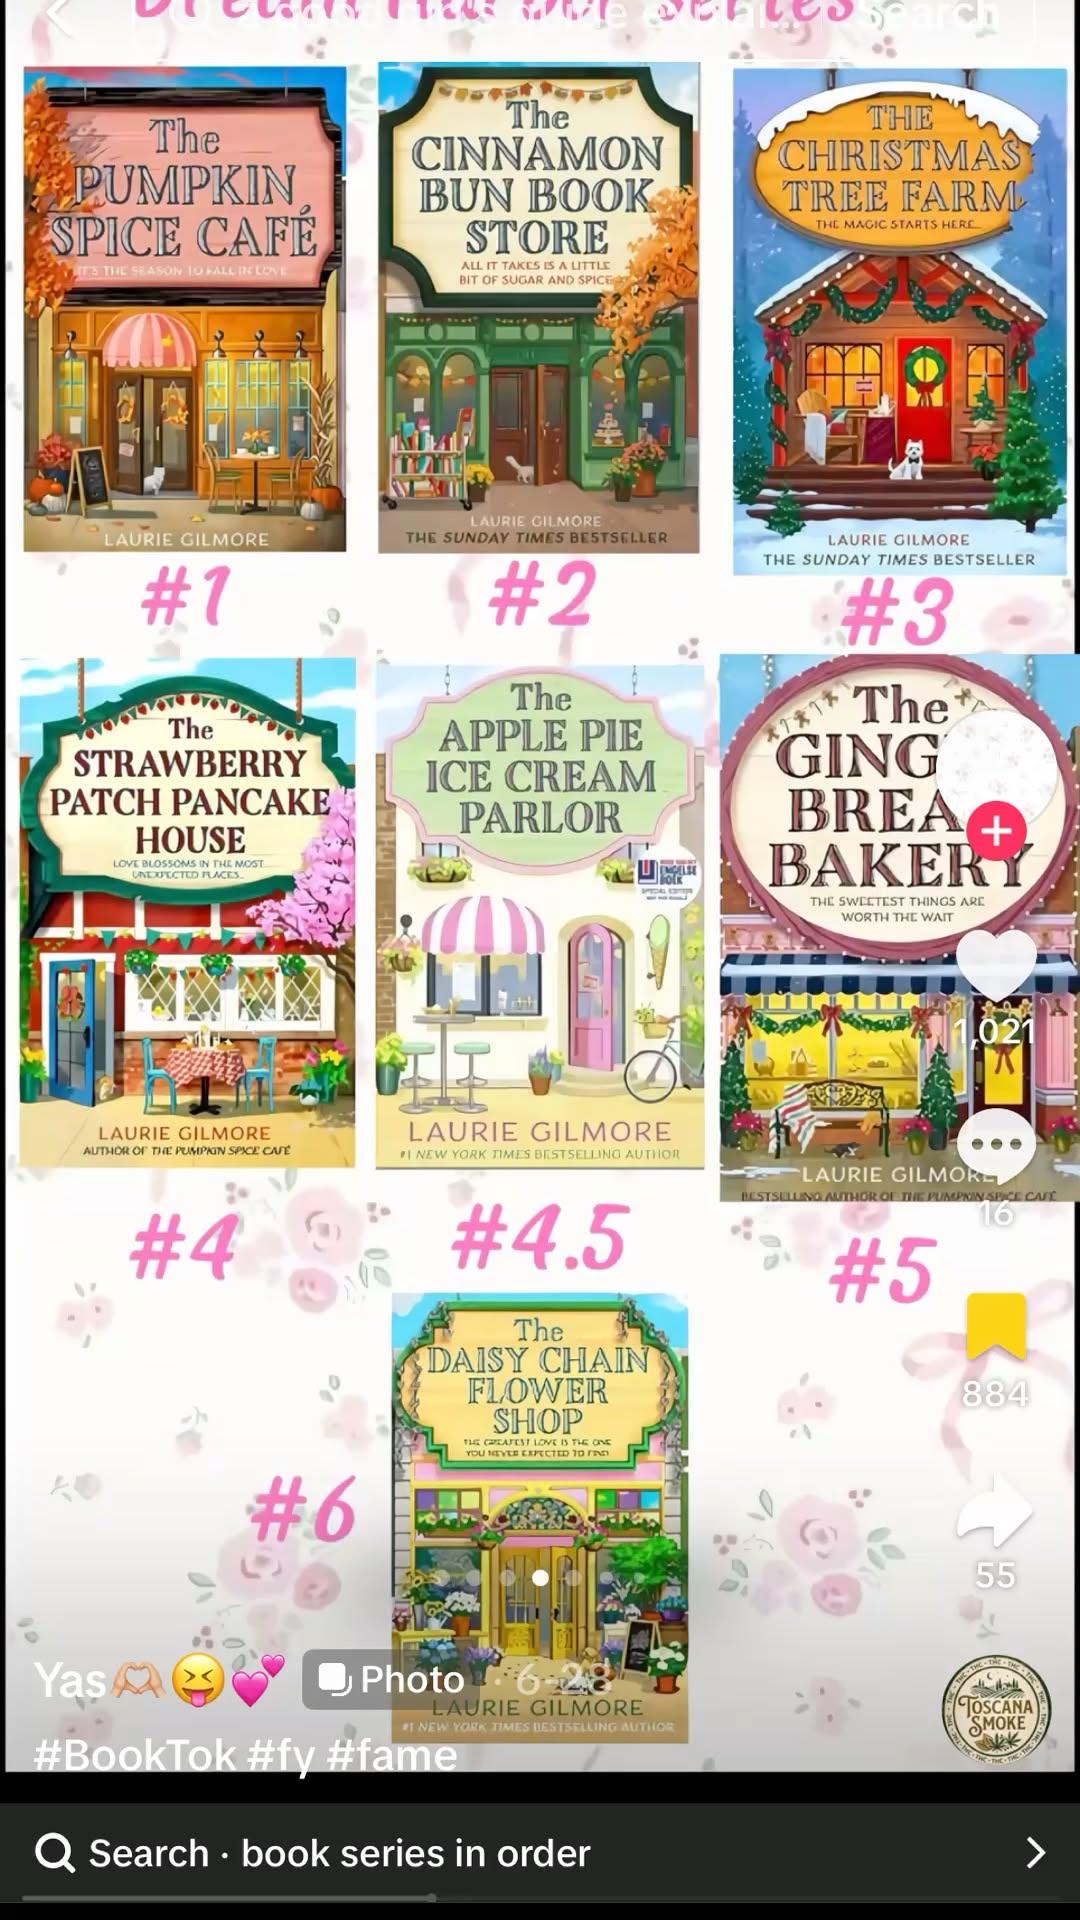 Dream Harbor series
Search
The
PUMPKIN
SPICE CAFÉ
IT'S THE SEASON TO FALL IN LOVE
LAURIE GILMORE
#1
The
CINNAMON
BUN BOOK
STORE
ALL IT TAKES IS A LITTLE
BIT OF SUGAR AND SPICE
LAURIE GILMORE
THE SUNDAY TIMES BESTSELLER
#2
THE
CHRISTMAS
TREE FARM
THE MAGIC STARTS HERE...
LAURIE GILMORE
THE SUNDAY TIMES BESTSELLER
#3
The
STRAWBERRY
PATCH PANCAKE
HOUSE
LOVE BLOSSOMS IN THE MOST
UNEXPECTED PLACES...
LAURIE GILMORE
AUTHOR OF THE PUMPKIN SPICE CAFÉ
#4
The
APPLE PIE
ICE CREAM
PARLOR
ENGELSE
BOEK
SPECIAL EDITION
LAURIE GILMORE
#1 NEW YORK TIMES BESTSELLING AUTHOR
#4.5
The
GING
BREA
BAKERY
THE SWEETEST THINGS ARE
WORTH THE WAIT
LAURIE GILMORE
BESTSELLING AUTHOR OF THE PUMPKIN SPICE CAFÉ
#5
1,021
16
884
55
The
DAISY CHAIN
FLOWER
SHOP
THE GREATEST LOVE IS THE ONE
YOU NEVER EXPECTED TO FIND
LAURIE GILMORE
#1 NEW YORK TIMES BESTSELLING AUTHOR
#6
Yas🫶🏼😝💕 Photo · 6-28
#BookTok #fy #fame
TOSCANA
SMOKE
Search · book series in order